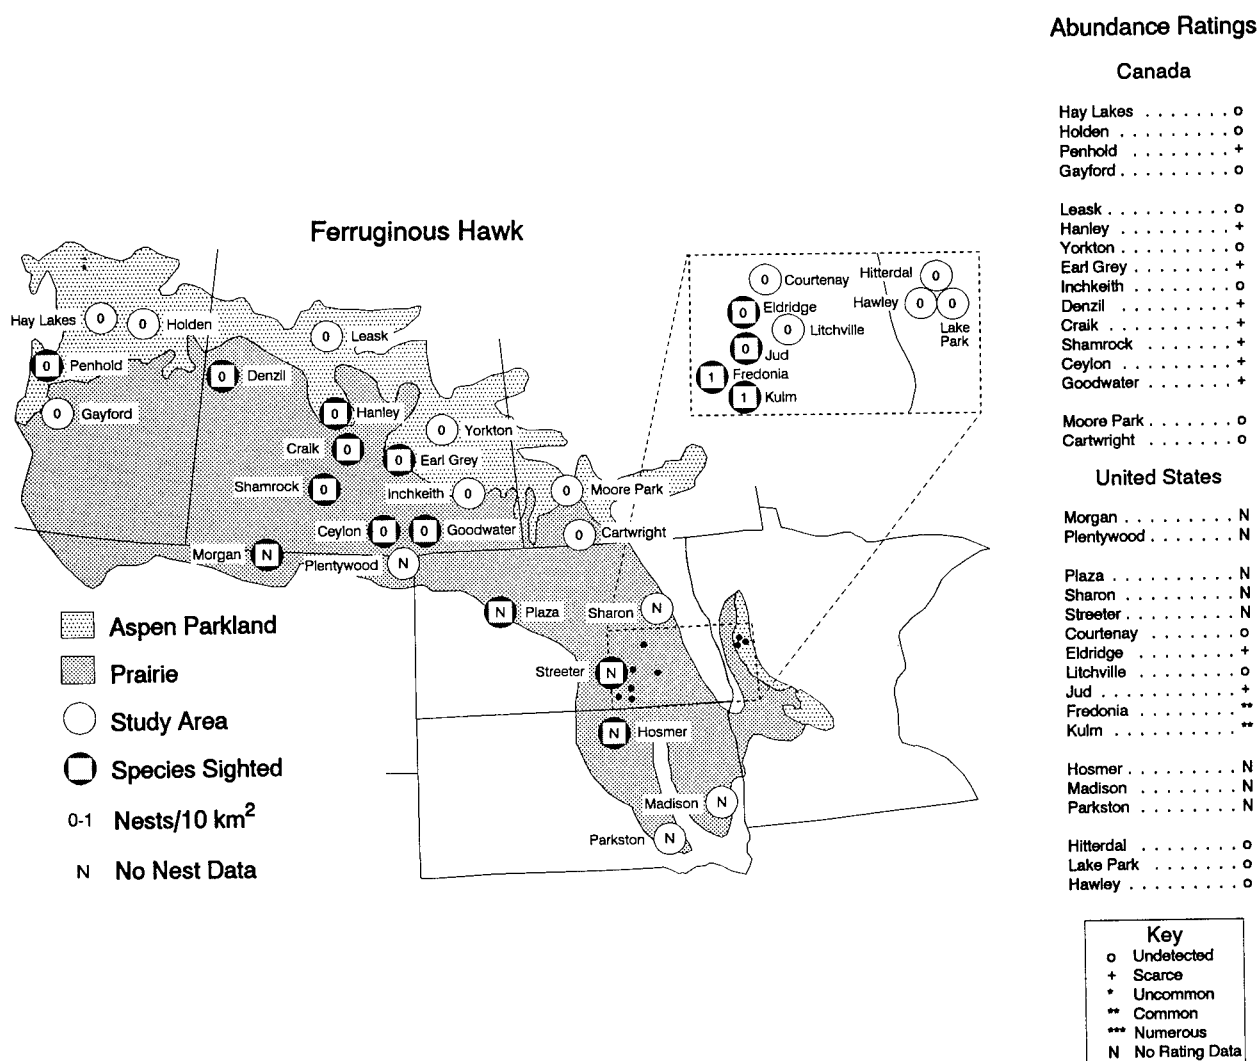 Abundance Ratings
Canada
Hay Lakes . . . . . . . o
Holden . . . . . . . . . o
Penhold . . . . . . . . +
Gayford . . . . . . . . . o
Leask . . . . . . . . . . o
Hanley . . . . . . . . . +
Yorkton . . . . . . . . . o
Earl Grey . . . . . . . . +
Inchkeith . . . . . . . . o
Denzil . . . . . . . . . . +
Craik . . . . . . . . . . +
Shamrock . . . . . . . +
Ceylon . . . . . . . . . +
Goodwater . . . . . . . +
Moore Park . . . . . . o
Cartwright . . . . . . . o
United States
Morgan . . . . . . . . . N
Plentywood . . . . . . . N
Plaza . . . . . . . . . . N
Sharon . . . . . . . . . N
Streeter . . . . . . . . . N
Courtenay . . . . . . . o
Eldridge . . . . . . . . . +
Litchville . . . . . . . . o
Jud . . . . . . . . . . . +
Fredonia . . . . . . . . **
Kulm . . . . . . . . . . **
Hosmer . . . . . . . . . N
Madison . . . . . . . . N
Parkston . . . . . . . . N
Hitterdal . . . . . . . . o
Lake Park . . . . . . . o
Hawley . . . . . . . . . o
Key
o Undetected
+ Scarce
* Uncommon
** Common
*** Numerous
N No Rating Data
Ferruginous Hawk
Hay Lakes 0
0 Holden
0 Leask
0 Penhold
0 Denzil
0 Gayford
0 Hanley
0 Yorkton
Craik 0
0 Earl Grey
Shamrock 0
Inchkeith 0
0 Moore Park
Ceylon 0
0 Goodwater
0 Cartwright
Morgan N
Plentywood N
N Plaza
Sharon N
Streeter N
N Hosmer
Madison N
Parkston N
0 Courtenay
Hitterdal 0
0 Eldridge
Hawley 0
0 Lake
Park
0 Litchville
0 Jud
1 Fredonia
1 Kulm
Aspen Parkland
Prairie
Study Area
Species Sighted
0-1 Nests/10 km²
N No Nest Data